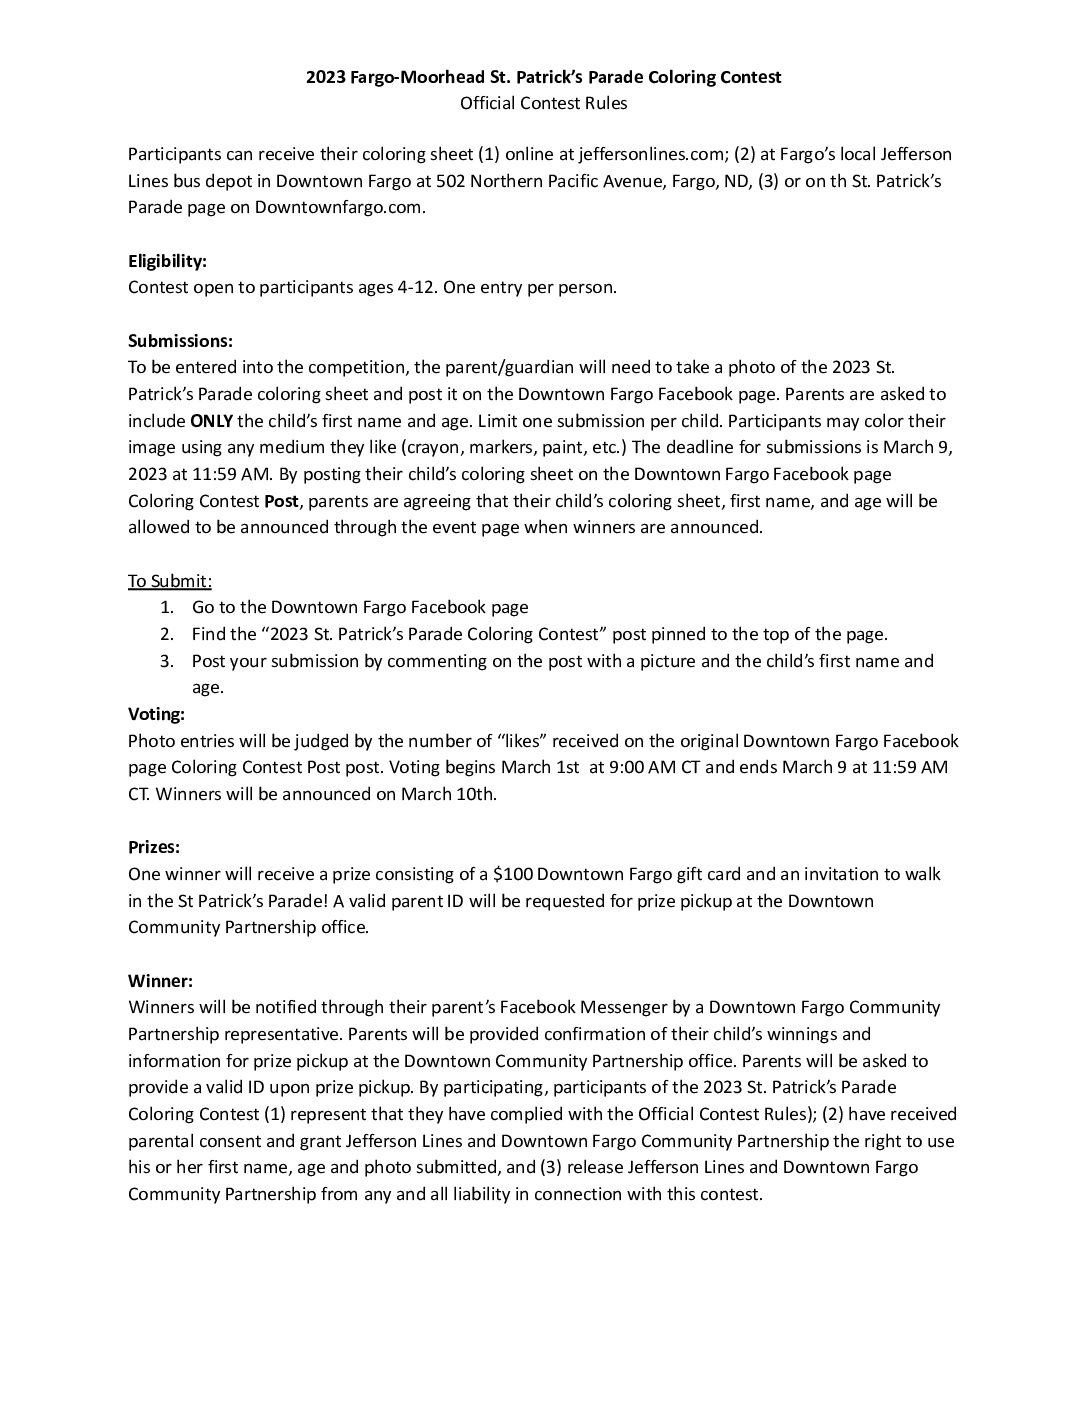 2023 Fargo-Moorhead St. Patrick’s Parade Coloring Contest
Official Contest Rules
Participants can receive their coloring sheet (1) online at jeffersonlines.com; (2) at Fargo’s local Jefferson
Lines bus depot in Downtown Fargo at 502 Northern Pacific Avenue, Fargo, ND, (3) or on th St. Patrick’s
Parade page on Downtownfargo.com.
Eligibility:
Contest open to participants ages 4-12. One entry per person.
Submissions:
To be entered into the competition, the parent/guardian will need to take a photo of the 2023 St.
Patrick’s Parade coloring sheet and post it on the Downtown Fargo Facebook page. Parents are asked to
include ONLY the child’s first name and age. Limit one submission per child. Participants may color their
image using any medium they like (crayon, markers, paint, etc.) The deadline for submissions is March 9,
2023 at 11:59 AM. By posting their child’s coloring sheet on the Downtown Fargo Facebook page
Coloring Contest Post, parents are agreeing that their child’s coloring sheet, first name, and age will be
allowed to be announced through the event page when winners are announced.
To Submit:
1. Go to the Downtown Fargo Facebook page
2. Find the “2023 St. Patrick’s Parade Coloring Contest” post pinned to the top of the page.
3. Post your submission by commenting on the post with a picture and the child’s first name and
age.
Voting:
Photo entries will be judged by the number of “likes” received on the original Downtown Fargo Facebook
page Coloring Contest Post post. Voting begins March 1st at 9:00 AM CT and ends March 9 at 11:59 AM
CT. Winners will be announced on March 10th.
Prizes:
One winner will receive a prize consisting of a $100 Downtown Fargo gift card and an invitation to walk
in the St Patrick’s Parade! A valid parent ID will be requested for prize pickup at the Downtown
Community Partnership office.
Winner:
Winners will be notified through their parent’s Facebook Messenger by a Downtown Fargo Community
Partnership representative. Parents will be provided confirmation of their child’s winnings and
information for prize pickup at the Downtown Community Partnership office. Parents will be asked to
provide a valid ID upon prize pickup. By participating, participants of the 2023 St. Patrick’s Parade
Coloring Contest (1) represent that they have complied with the Official Contest Rules); (2) have received
parental consent and grant Jefferson Lines and Downtown Fargo Community Partnership the right to use
his or her first name, age and photo submitted, and (3) release Jefferson Lines and Downtown Fargo
Community Partnership from any and all liability in connection with this contest.